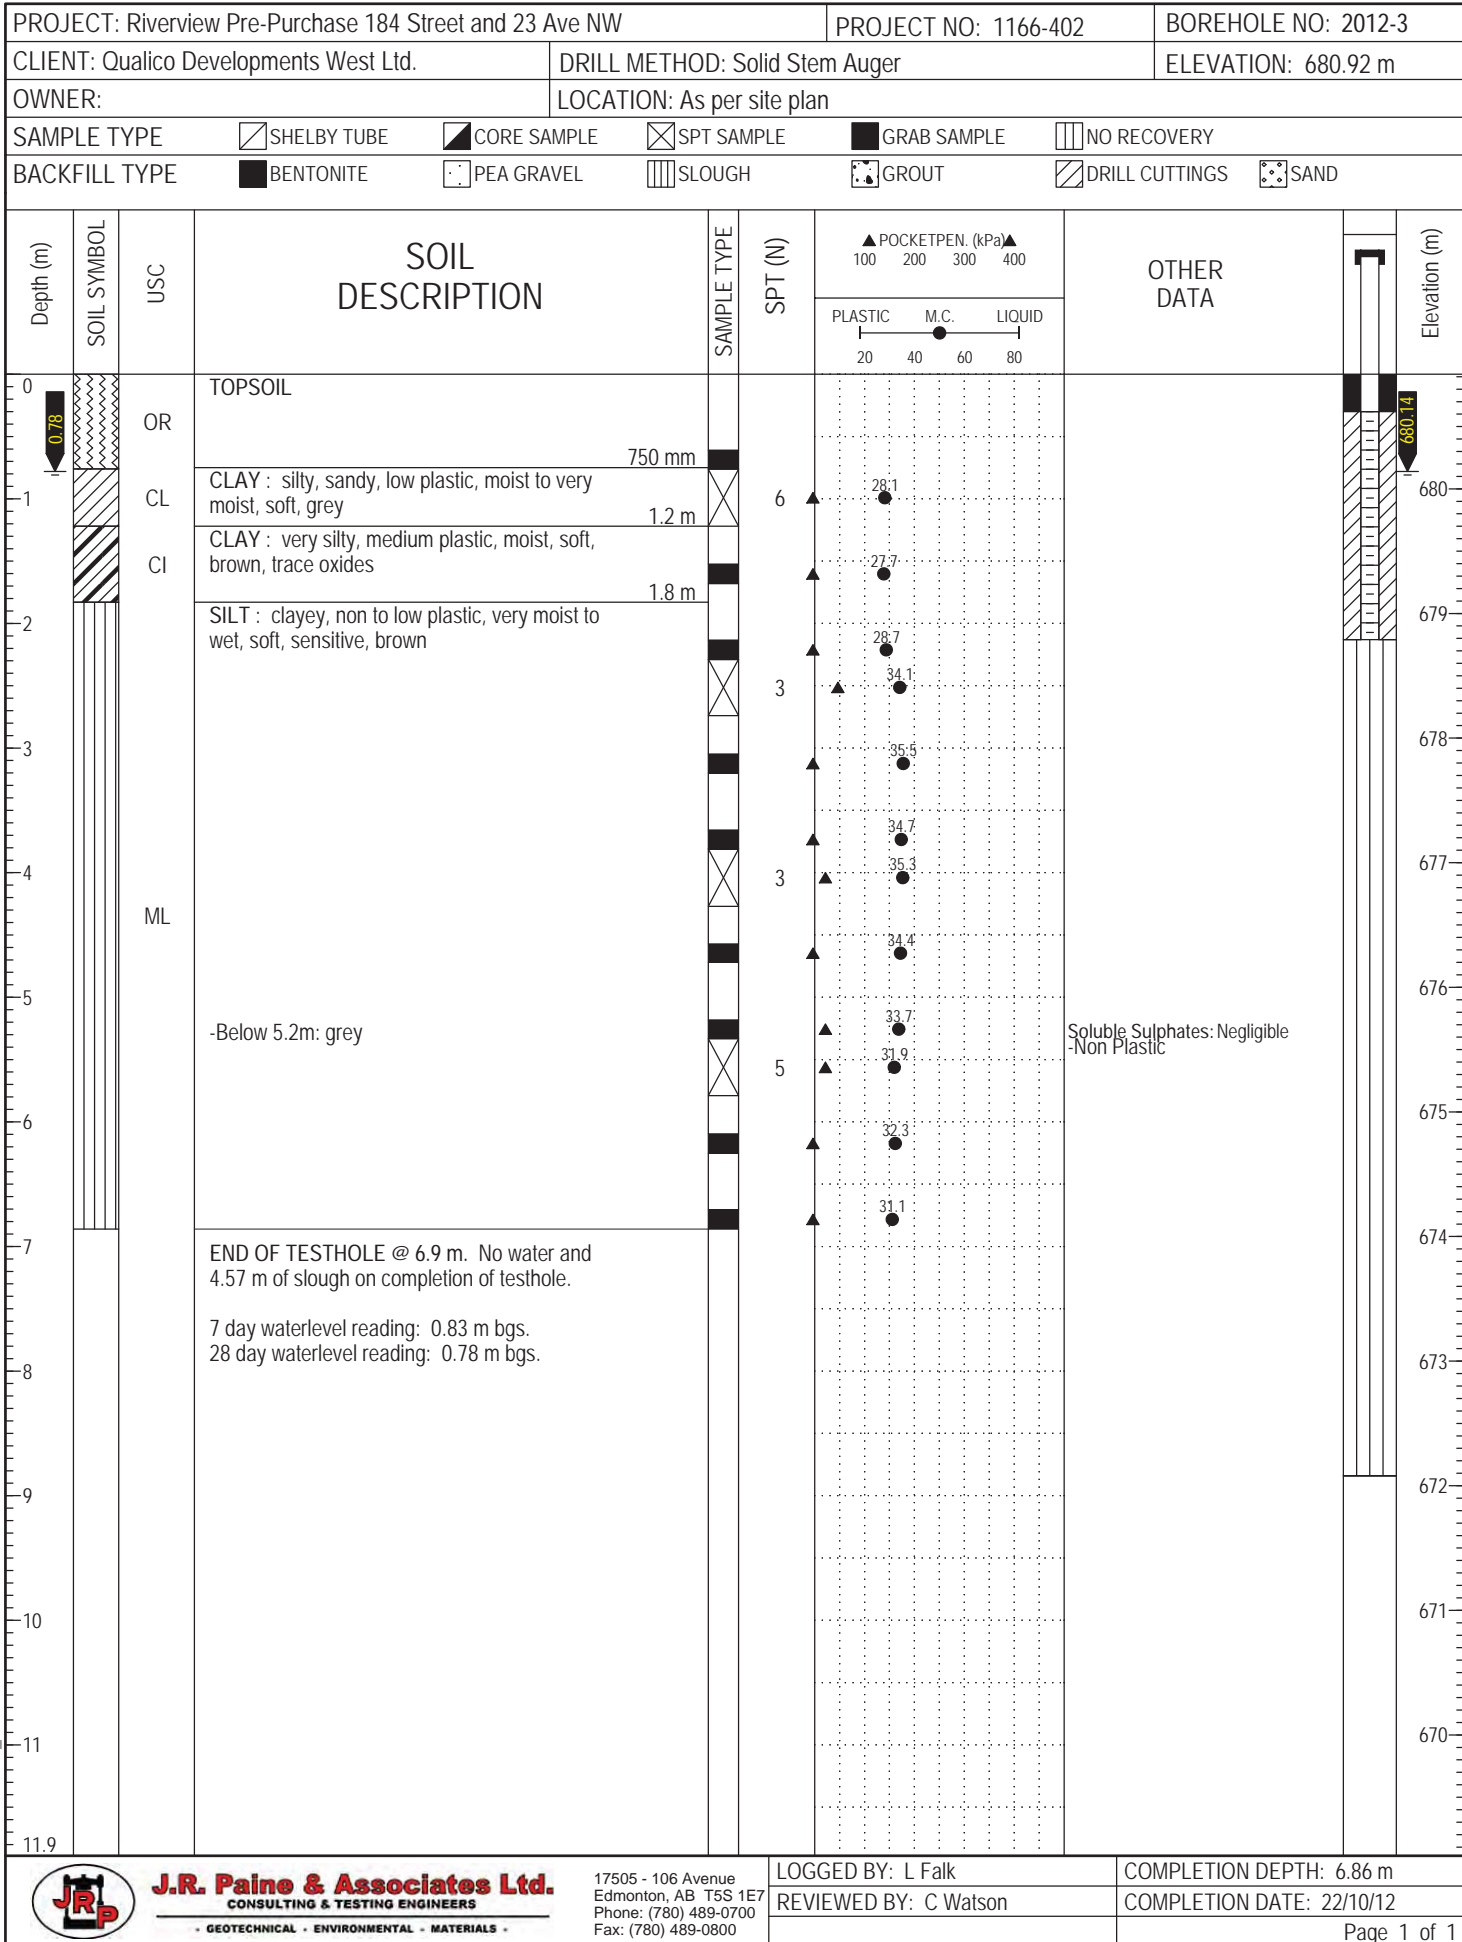 PROJECT: Riverview Pre-Purchase 184 Street and 23 Ave NW PROJECT NO: 1166-402 BOREHOLE NO: 2012-3
CLIENT: Qualico Developments West Ltd. DRILL METHOD: Solid Stem Auger ELEVATION: 680.92 m
OWNER: LOCATION: As per site plan
SAMPLE TYPE SHELBY TUBE CORE SAMPLE SPT SAMPLE GRAB SAMPLE NO RECOVERY
BACKFILL TYPE BENTONITE PEA GRAVEL SLOUGH GROUT DRILL CUTTINGS SAND
Depth (m)
SOIL SYMBOL
USC
SOIL
DESCRIPTION
SAMPLE TYPE
SPT (N)
POCKETPEN. (kPa)
100 200 300 400
PLASTIC M.C. LIQUID
20 40 60 80
OTHER
DATA
Elevation (m)
0
TOPSOIL
0.78
OR
680.14
750 mm
CLAY : silty, sandy, low plastic, moist to very
moist, soft, grey
1.2 m
1
CL
6
28.1
680
CLAY : very silty, medium plastic, moist, soft,
brown, trace oxides
1.8 m
CI
27.7
SILT : clayey, non to low plastic, very moist to
wet, soft, sensitive, brown
2
679
28.7
3
34.1
3
678
35.5
34.7
677
4
3
35.3
ML
34.4
5
676
-Below 5.2m: grey
33.7
Soluble Sulphates: Negligible
-Non Plastic
5
31.9
6
675
32.3
31.1
7
674
END OF TESTHOLE @ 6.9 m. No water and
4.57 m of slough on completion of testhole.
7 day waterlevel reading: 0.83 m bgs.
28 day waterlevel reading: 0.78 m bgs.
8
673
9
672
10
671
11
670
11.9
JRP
J.R. Paine & Associates Ltd.
CONSULTING & TESTING ENGINEERS
- GEOTECHNICAL - ENVIRONMENTAL - MATERIALS -
17505 - 106 Avenue
Edmonton, AB T5S 1E7
Phone: (780) 489-0700
Fax: (780) 489-0800
LOGGED BY: L Falk COMPLETION DEPTH: 6.86 m
REVIEWED BY: C Watson COMPLETION DATE: 22/10/12
Page 1 of 1